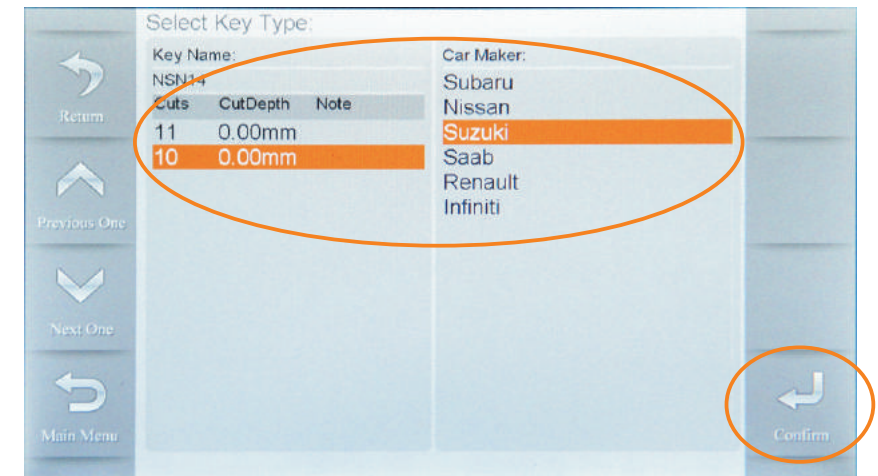 Select Key Type:
Key Name:
NSN14
Cuts CutDepth Note
11 0.00mm
10 0.00mm
Car Maker:
Subaru
Nissan
Suzuki
Saab
Renault
Infiniti
Return
Previous One
Next One
Main Menu
Confirm